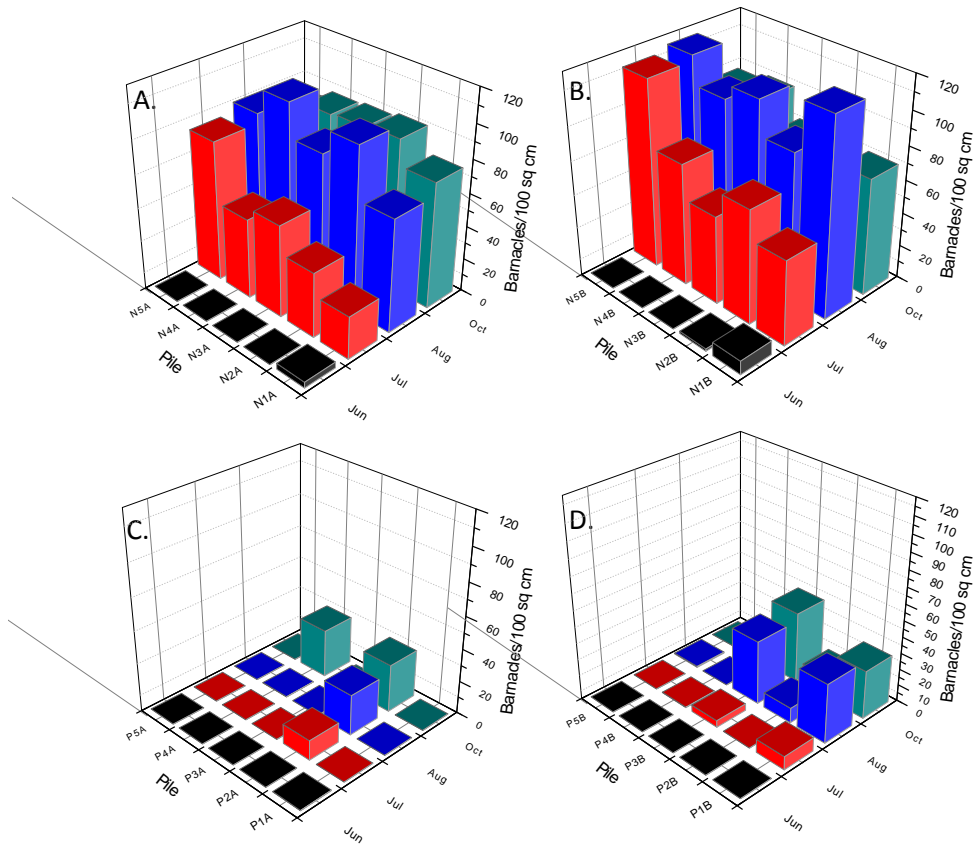 A.
120
100
80
60
40
20
0
Barnacles/100 sq cm
N5A
N4A
N3A
N2A
N1A
Pile
Jun
Jul
Aug
Oct
B.
120
100
80
60
40
20
0
Barnacles/100 sq cm
N5B
N4B
N3B
N2B
N1B
Pile
Jun
Jul
Aug
Oct
C.
120
100
80
60
40
20
0
Barnacles/100 sq cm
P5A
P4A
P3A
P2A
P1A
Pile
Jun
Jul
Aug
Oct
D.
120
110
100
90
80
70
60
50
40
30
20
10
0
Barnacles/100 sq cm
P5B
P4B
P3B
P2B
P1B
Pile
Jun
Jul
Aug
Oct